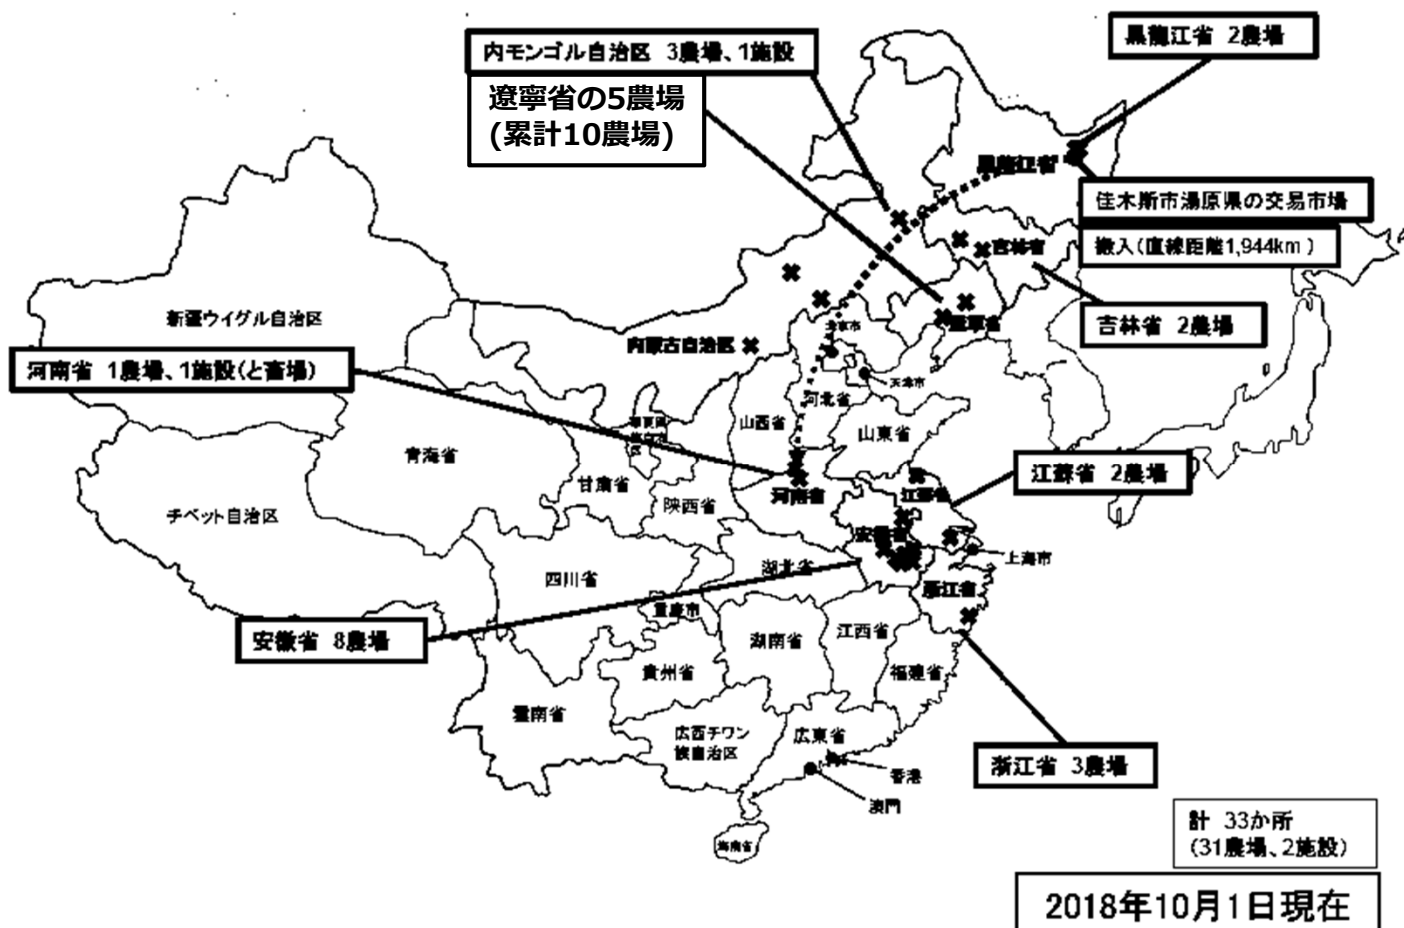 黒龍江省 2農場
内モンゴル自治区 3農場、1施設
遼寧省の5農場
(累計10農場)
黒龍江省
佳木斯市湯原県の交易市場
搬入(直線距離1,944km)
吉林省
吉林省 2農場
新疆ウイグル自治区
遼寧省
北京市
内蒙古自治区
河南省 1農場、1施設(と畜場)
天津市
河北省
山西省
山東省
青海省
甘粛省
江蘇省 2農場
河南省
江蘇省
陝西省
チベット自治区
安徽省
上海市
湖北省
四川省
浙江省
重慶市
安徽省 8農場
江西省
湖南省
貴州省
福建省
雲南省
広西チワン
族自治区
広東省
浙江省 3農場
香港
澳門
海南省
計 33か所
(31農場、2施設)
2018年10月1日現在